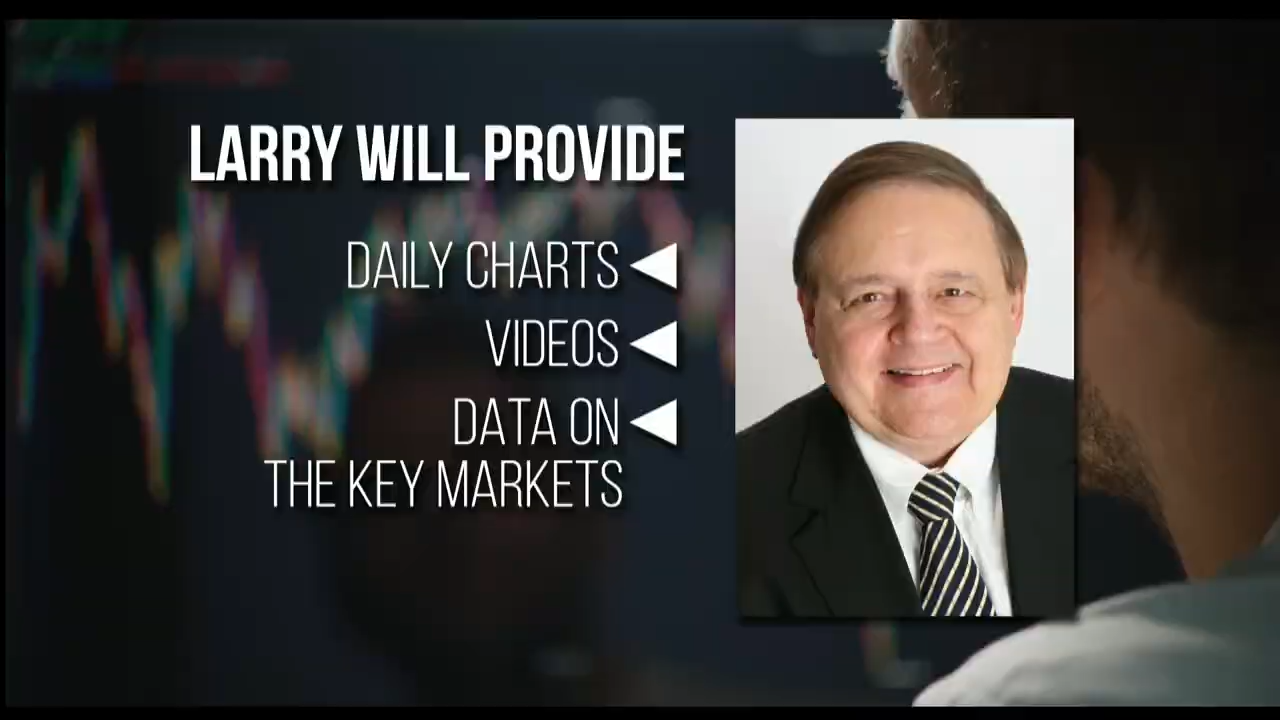 LARRY WILL PROVIDE
DAILY CHARTS
VIDEOS
DATA ON
THE KEY MARKETS